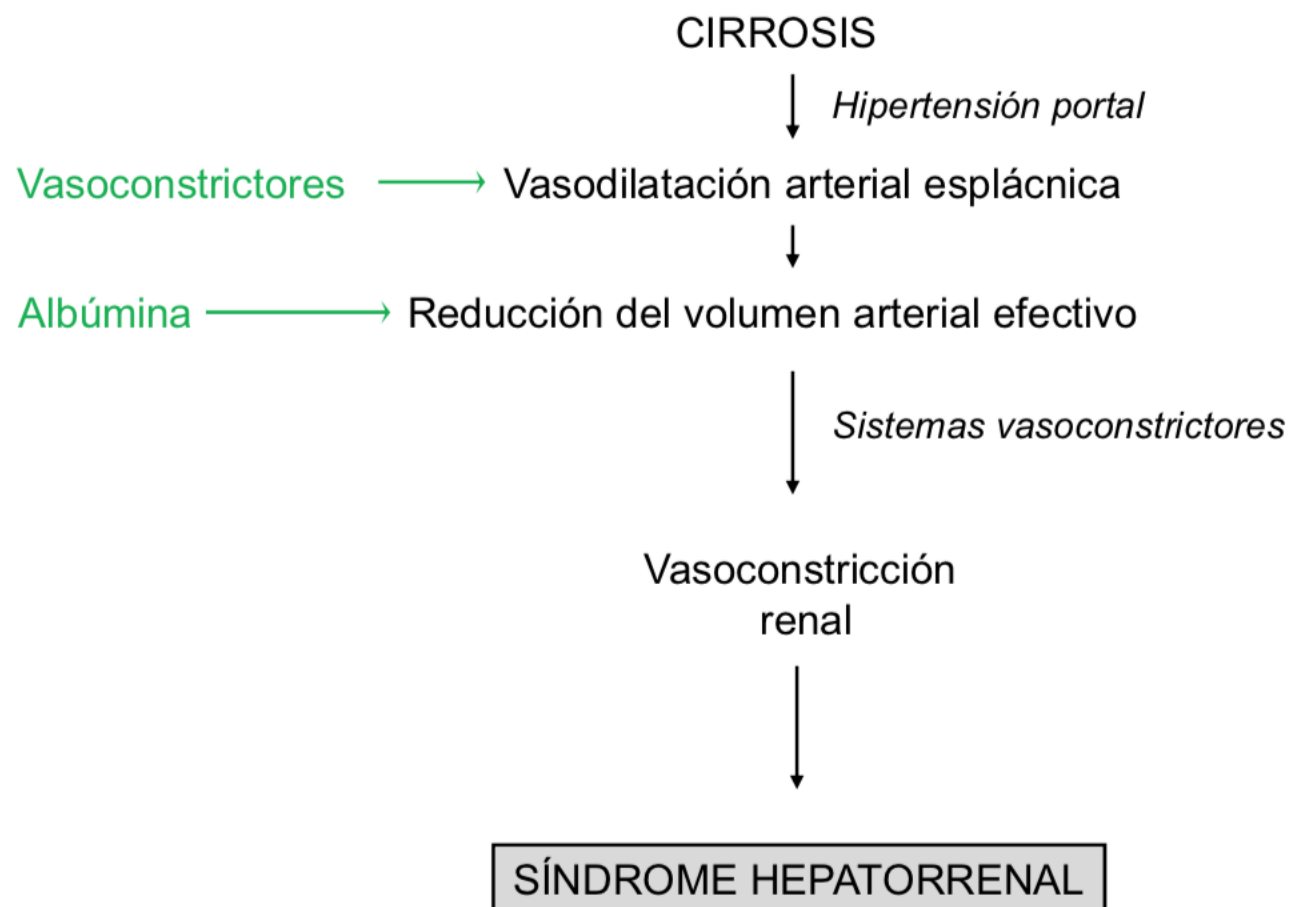 CIRROSIS
Hipertensión portal
Vasoconstrictores
Vasodilatación arterial esplácnica
Albúmina
Reducción del volumen arterial efectivo
Sistemas vasoconstrictores
Vasoconstricción
renal
SÍNDROME HEPATORRENAL